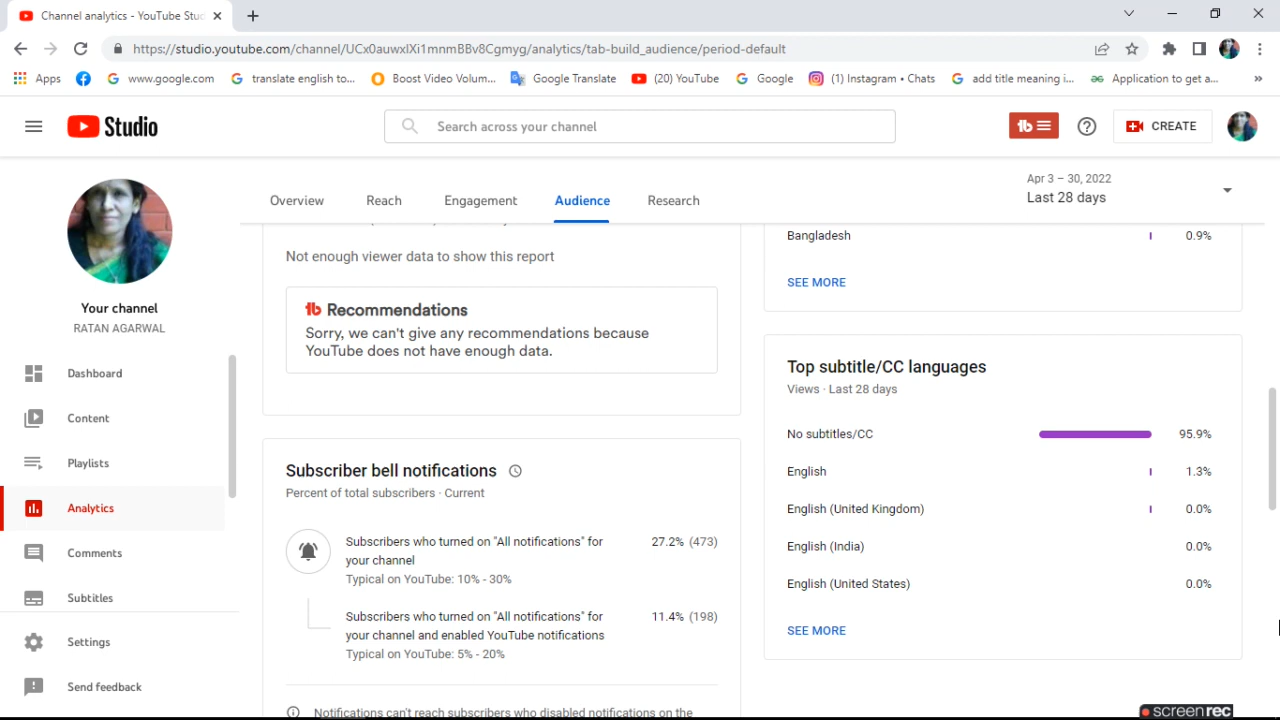 Channel analytics - YouTube Stu
https://studio.youtube.com/channel/UCx0auwxlXi1mnmBBv8Cgmyg/analytics/tab-build_audience/period-default
Apps
www.google.com
translate english to...
Boost Video Volum...
Google Translate
(20) YouTube
Google
(1) Instagram • Chats
add title meaning i...
Application to get a...
»
Studio
Search across your channel
tb
CREATE
Your channel
RATAN AGARWAL
Dashboard
Content
Playlists
Analytics
Comments
Subtitles
Settings
Send feedback
Overview
Reach
Engagement
Audience
Research
Apr 3 – 30, 2022
Last 28 days
Not enough viewer data to show this report
tb Recommendations
Sorry, we can't give any recommendations because
YouTube does not have enough data.
Subscriber bell notifications
Percent of total subscribers · Current
Subscribers who turned on "All notifications" for 27.2% (473)
your channel
Typical on YouTube: 10% - 30%
Subscribers who turned on "All notifications" for 11.4% (198)
your channel and enabled YouTube notifications
Typical on YouTube: 5% - 20%
Notifications can't reach subscribers who disabled notifications on the
Bangladesh 0.9%
SEE MORE
Top subtitle/CC languages
Views · Last 28 days
No subtitles/CC 95.9%
English 1.3%
English (United Kingdom) 0.0%
English (India) 0.0%
English (United States) 0.0%
SEE MORE
screenrec